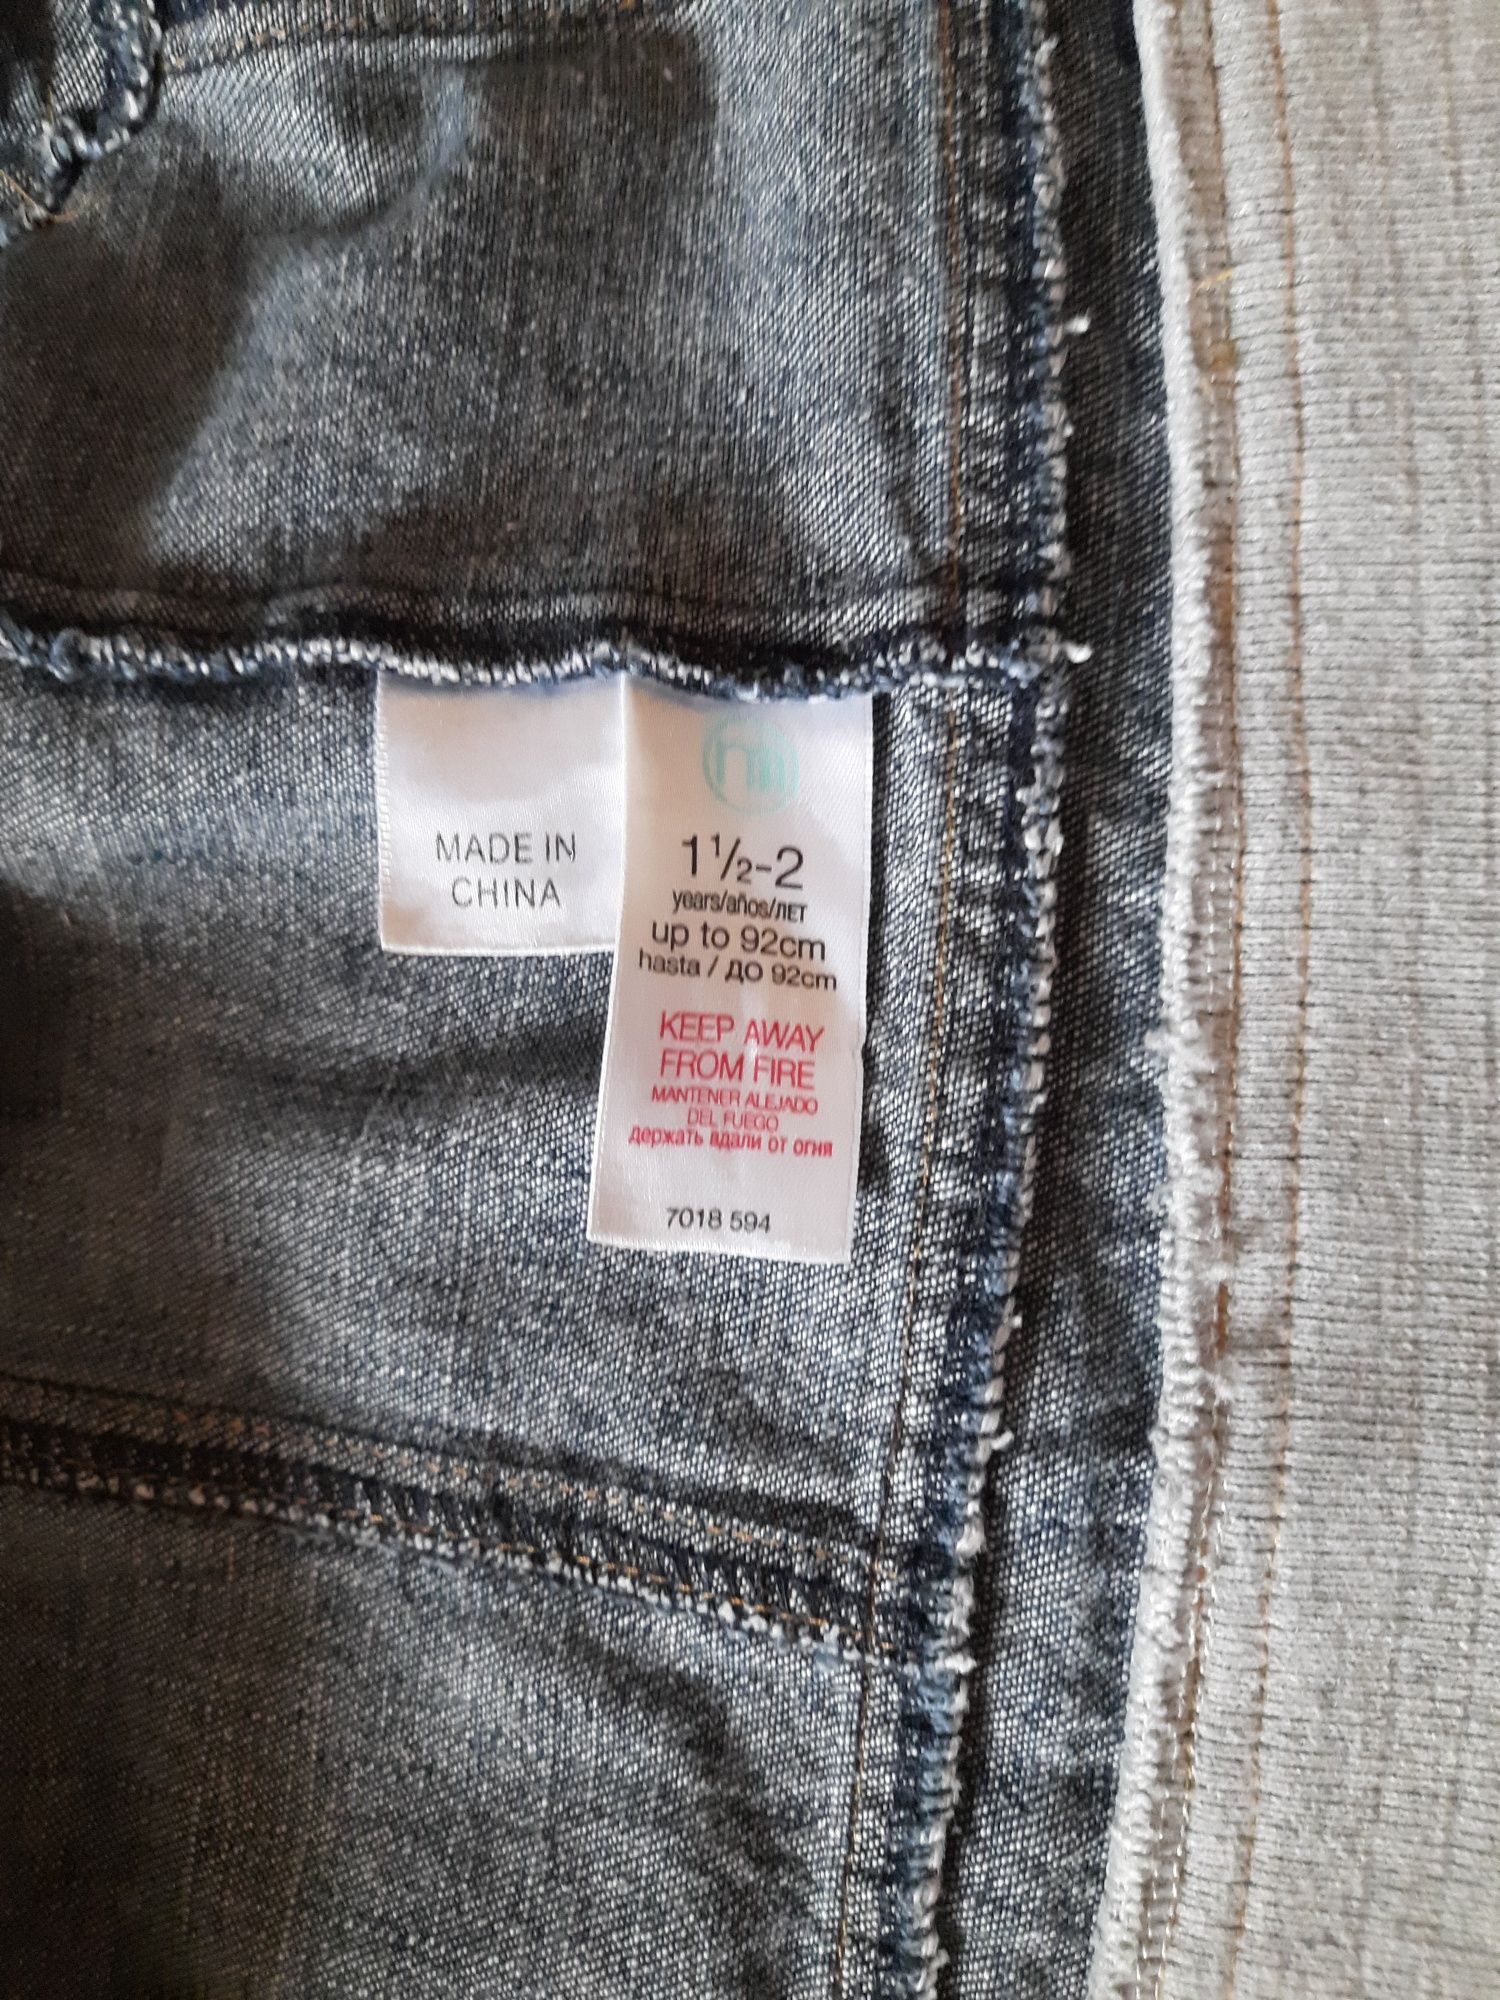 MADE IN
CHINA
m
1½-2
years/años/лет
up to 92cm
hasta / до 92cm
KEEP AWAY
FROM FIRE
MANTENER ALEJADO
DEL FUEGO
держать вдали от огня
7018 594